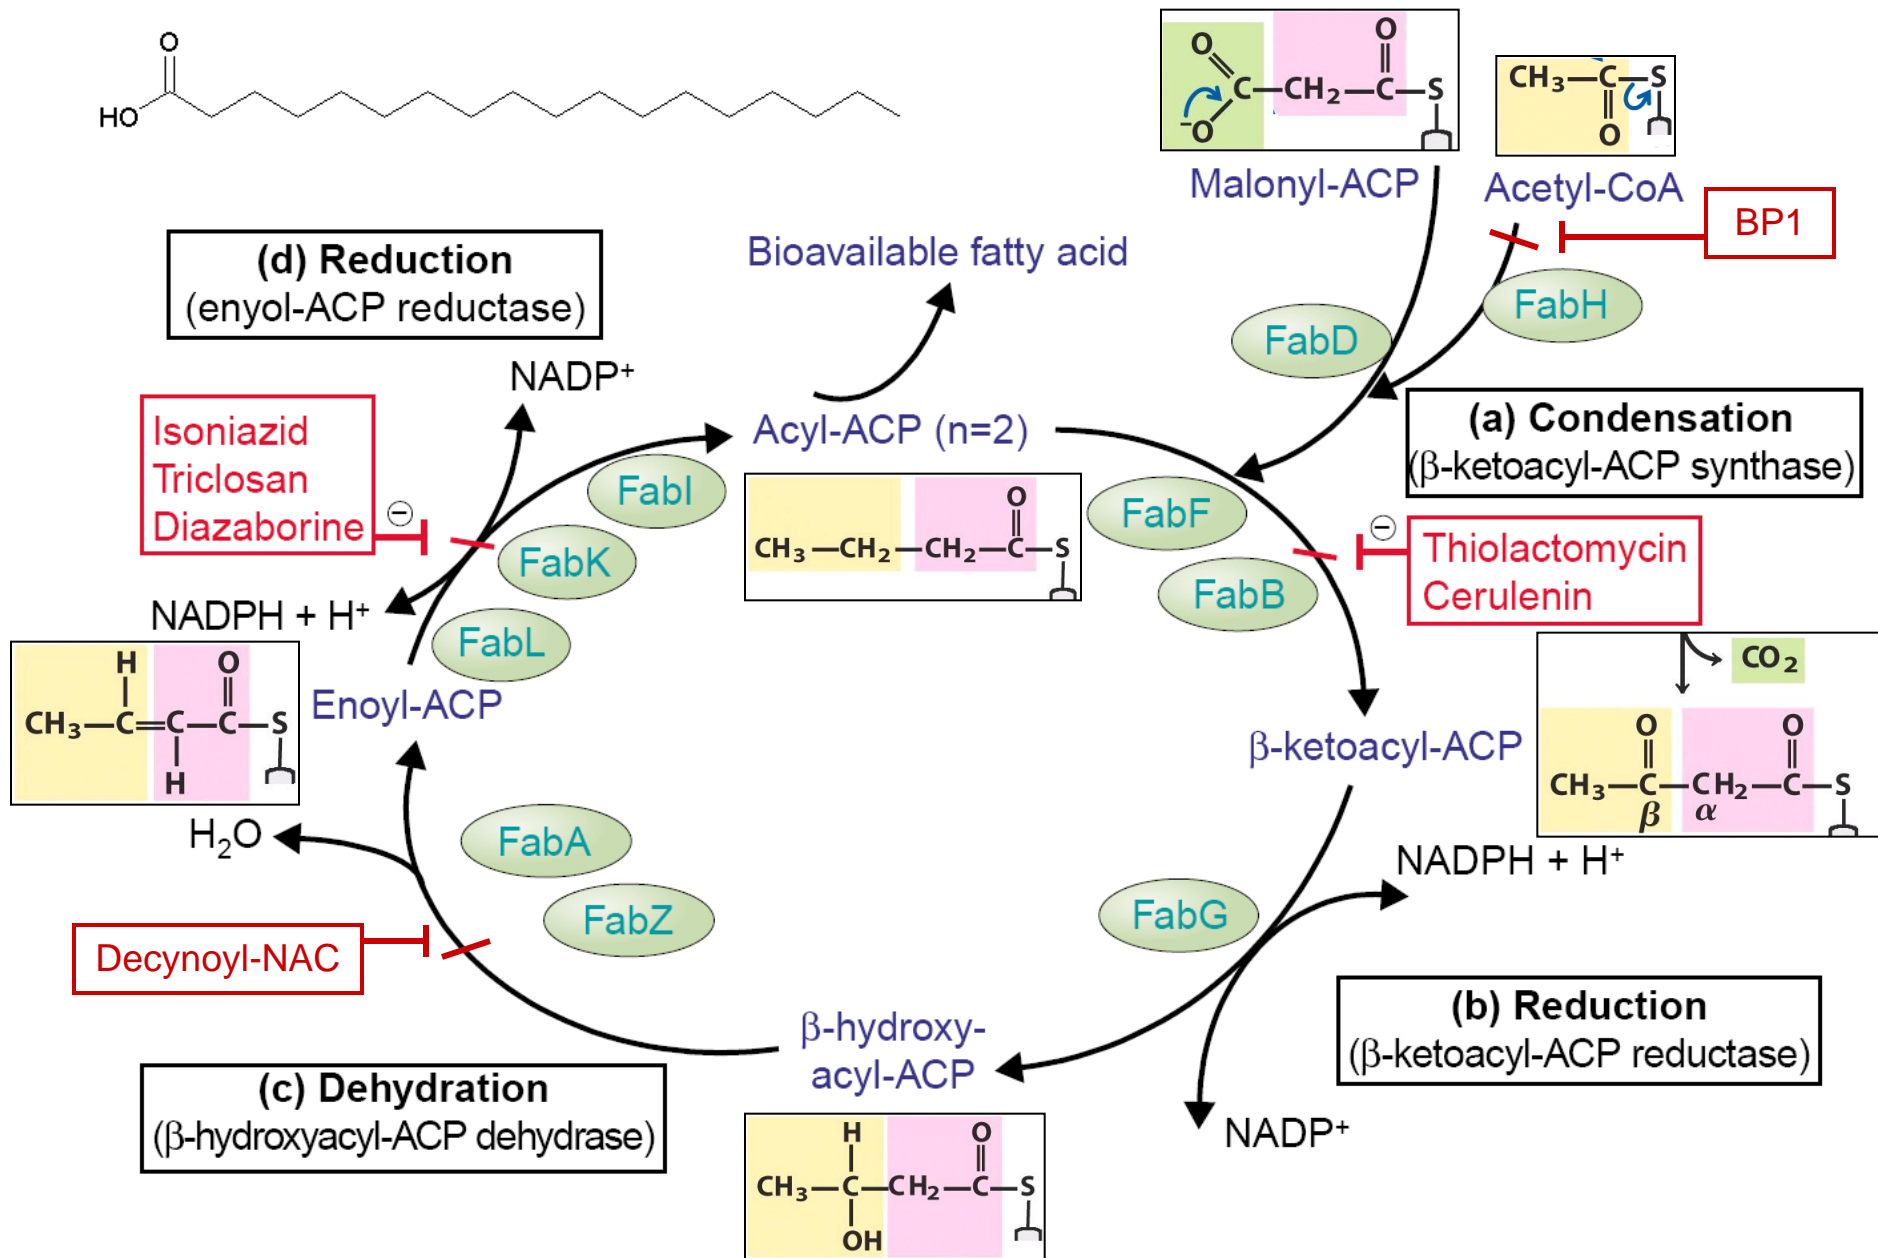 O
HO
O
O
C—CH₂—C—S
⁻O
CH₃—C—S
O
Malonyl-ACP
Acetyl-CoA
BP1
(d) Reduction
(enyol-ACP reductase)
Bioavailable fatty acid
FabD
FabH
NADP⁺
Isoniazid
Triclosan
Diazaborine
⊖
FabI
Acyl-ACP (n=2)
O
CH₃—CH₂—CH₂—C—S
(a) Condensation
(β-ketoacyl-ACP synthase)
FabF
FabB
⊖
Thiolactomycin
Cerulenin
FabK
NADPH + H⁺
FabL
H O
CH₃—C=C—C—S
H
Enoyl-ACP
CO₂
β-ketoacyl-ACP
O O
CH₃—C—CH₂—C—S
β α
H₂O
FabA
FabZ
FabG
NADPH + H⁺
Decynoyl-NAC
(b) Reduction
(β-ketoacyl-ACP reductase)
β-hydroxy-
acyl-ACP
NADP⁺
(c) Dehydration
(β-hydroxyacyl-ACP dehydrase)
H O
CH₃—C—CH₂—C—S
OH